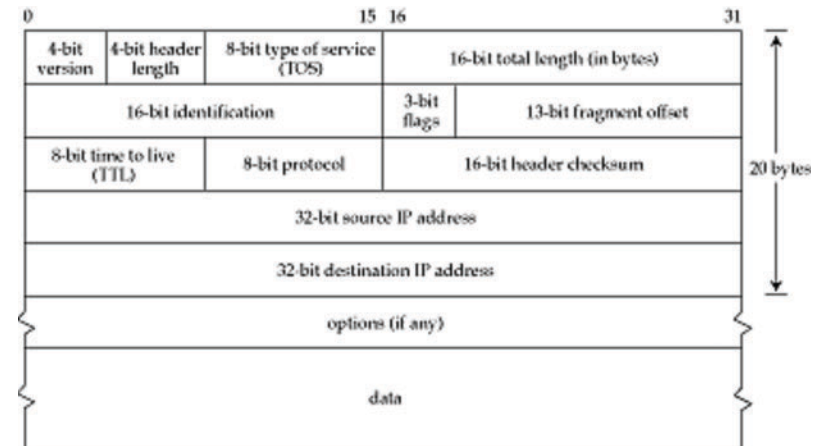 0 15 16 31
4-bit version
4-bit header length
8-bit type of service (TOS)
16-bit total length (in bytes)
16-bit identification
3-bit flags
13-bit fragment offset
8-bit time to live (TTL)
8-bit protocol
16-bit header checksum
20 bytes
32-bit source IP address
32-bit destination IP address
options (if any)
data